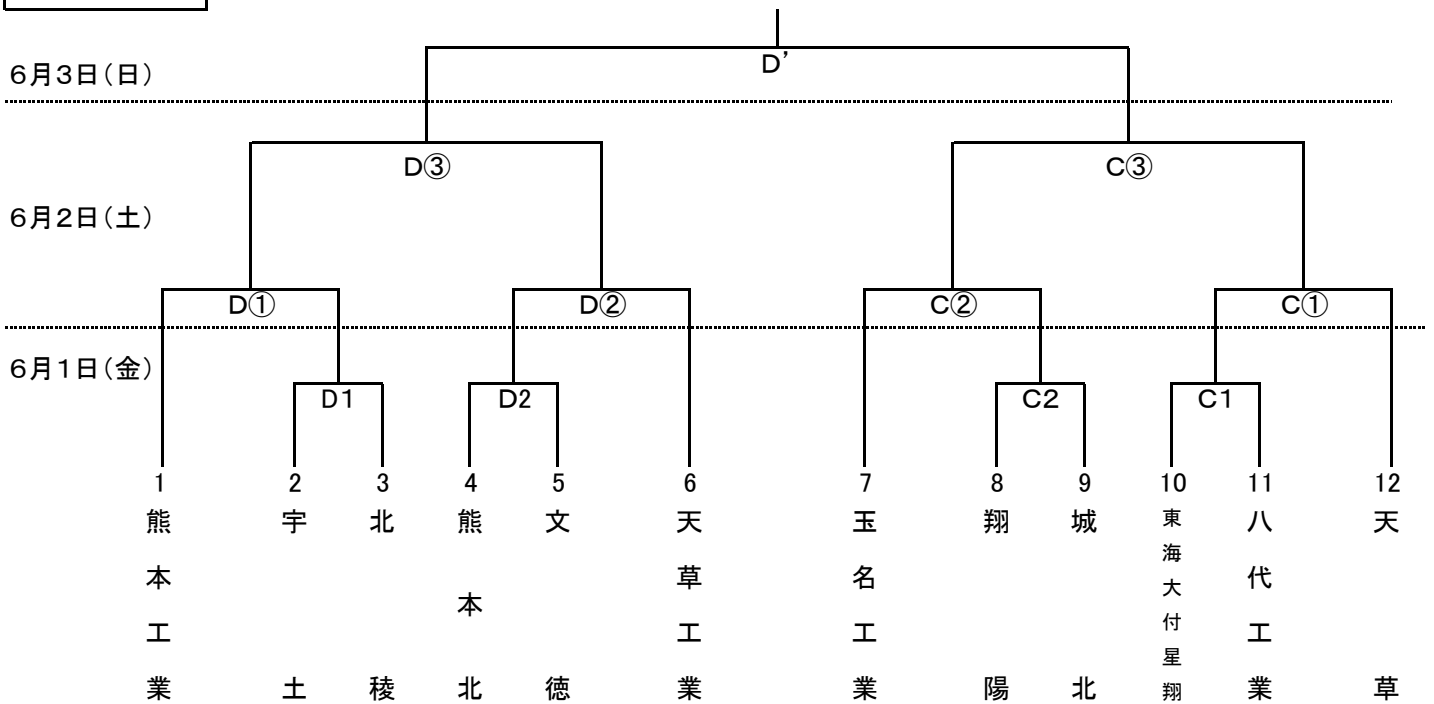 D’
6月3日(日)
D③
C③
6月2日(土)
D①
D②
C②
C①
6月1日(金)
D1
D2
C2
C1
1
2
3
4
5
6
7
8
9
10
11
12
熊本工業
宇土
北稜
熊本北
文徳
天草工業
玉名工業
翔陽
城北
東海大付星翔
八代工業
天草